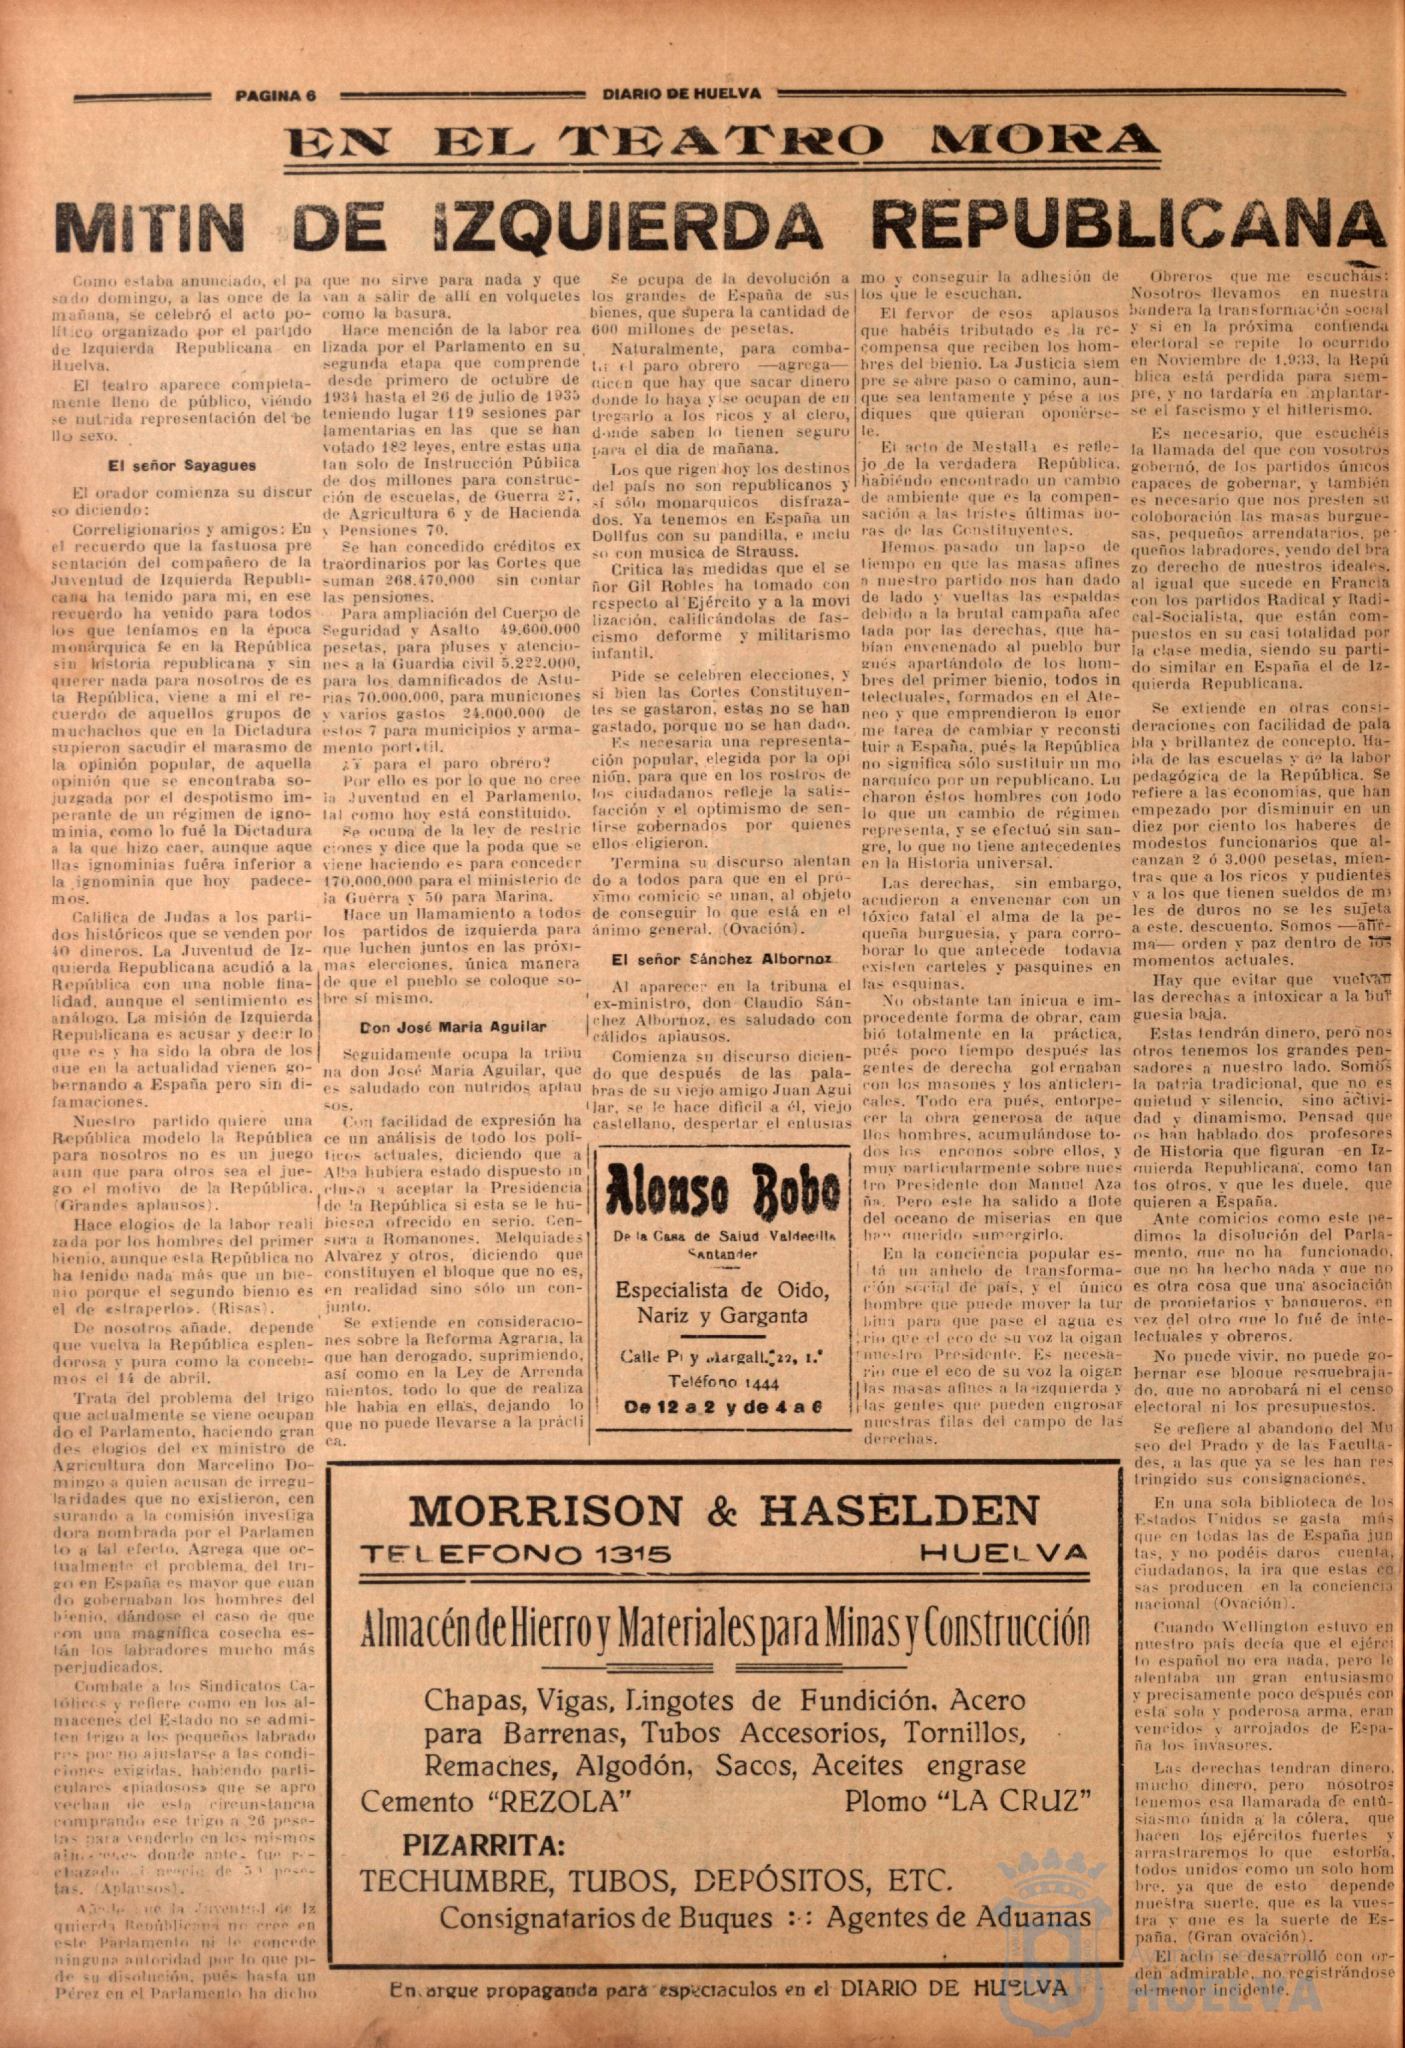 PAGINA 6
DIARIO DE HUELVA
EN EL TEATRO MORA
MITIN DE IZQUIERDA REPUBLICANA
Como estaba anunciado, el pa
sado domingo, a las once de la
mañana, se celebró el acto po-
lítico organizado por el partido
de Izquierda Republicana en
Huelva.
El teatro aparece completa-
mente lleno de público, viéndo
se nutrida representación del be
llo sexo.
El señor Sayagues
El orador comienza su discur
so diciendo:
Correligionarios y amigos: En
el recuerdo que la fastuosa pre
sentación del compañero de la
Juventud de Izquierda Republi-
cana ha tenido para mi, en ese
recuerdo ha venido para todos
los que teníamos en la época
monárquica fe en la República
sin historia republicana y sin
querer nada para nosotros de es
ta República, viene a mi el re-
cuerdo de aquellos grupos de
muchachos que en la Dictadura
supieron sacudir el marasmo de
la opinión popular, de aquella
opinión que se encontraba so-
juzgada por el despotismo im-
perante de un régimen de igno-
minia, como lo fué la Dictadura
a la que hizo caer, aunque aque
llas ignominias fuéra inferior a
la ignominia que hoy padece-
mos.
Califica de Judas a los parti-
dos históricos que se venden por
40 dineros. La Juventud de Iz-
quierda Republicana acudió a la
República con una noble fina-
lidad, aunque el sentimiento es
análogo. La misión de Izquierda
Republicana es acusar y decir lo
que es y ha sido la obra de los
que en la actualidad vienen go-
bernando a España pero sin di-
famaciones.
Nuestro partido quiere una
República modelo la República
para nosotros no es un juego
aun que para otros sea el jue-
go el motivo de la República.
(Grandes aplausos).
Hace elogios de la labor reali
zada por los hombres del primer
bienio, aunque esta República no
ha tenido nada más que un bie-
nio porque el segundo bienio es
el de «straperlo». (Risas).
De nosotros añade, depende
que vuelva la República esplen-
dorosa y pura como la concebi-
mos el 14 de abril.
Trata del problema del trigo
que actualmente se viene ocupan
do el Parlamento, haciendo gran
des elogios del ex ministro de
Agricultura don Marcelino Do-
mingo a quien acusan de irregu-
laridades que no existieron, cen
surando a la comisión investiga
dora nombrada por el Parlamen
to a tal efecto. Agrega que ac-
tualmente el problema del tri-
go en España es mayor que cuan
do gobernaban los hombres del
bienio, dándose el caso de que
con una magnífica cosecha es-
tán los labradores mucho más
perjudicados.
Combate a los Sindicatos Ca-
tólicos y refiere como en los al-
macenes del Estado no se admi-
ten trigo a los pequeños labrado
res por no ajustarse a las condi-
ciones exigidas, habiendo parti-
culares «piadosos» que se apro
vechan de esta circunstancia
comprando ese trigo a 26 pese-
tas para venderlo en los mismos
donde antes fue re-
chazado precio de pese-
tas. (Aplausos).
que la Juventud de Iz
quierda Republicana no cree en
este Parlamento ni le concede
ninguna autoridad por lo que pi-
de su disolución, pués hasta un
Pérez en el Parlamento ha dicho
que no sirve para nada y que
van a salir de allí en volquetes
como la basura.
Hace mención de la labor rea
lizada por el Parlamento en su
segunda etapa que comprende
desde primero de octubre de
1934 hasta el 26 de julio de 1935
teniendo lugar 119 sesiones par
lamentarias en las que se han
votado 182 leyes, entre estas una
tan solo de Instrucción Pública
de dos millones para construc-
ción de escuelas, de Guerra 27,
de Agricultura 6 y de Hacienda
y Pensiones 70.
Se han concedido créditos ex
traordinarios por las Cortes que
suman 268.470.000 sin contar
las pensiones.
Para ampliación del Cuerpo de
Seguridad y Asalto 49.600.000
pesetas, para pluses y atencio-
nes a la Guardia civil 5.222.000,
para los damnificados de Astu-
rias 70.000.000, para municiones
y varios gastos 24.000.000 de
estos 7 para municipios y arma-
mento portátil.
¿Y para el paro obrero?
Por ello es por lo que no cree
la Juventud en el Parlamento,
tal como hoy está constituido.
Se ocupa de la ley de restric
ciones y dice que la poda que se
viene haciendo es para conceder
170.000.000 para el ministerio de
la Guerra y 50 para Marina.
Hace un llamamiento a todos
los partidos de izquierda para
que luchen juntos en las próxi-
mas elecciones, única manera
de que el pueblo se coloque so-
bre sí mismo.
Don José Maria Aguilar
Seguidamente ocupa la tribu
na don José Maria Aguilar, que
es saludado con nutridos aplau
sos.
Con facilidad de expresión ha
ce un análisis de todo los polí-
ticos actuales, diciendo que a
Alba hubiera estado dispuesto in
cluso a aceptar la Presidencia
de la República si esta se le hu-
biesen ofrecido en serio. Cen-
sura a Romanones. Melquiades
Alvarez y otros, diciendo que
constituyen el bloque que no es,
en realidad sino sólo un con-
junto.
Se extiende en consideracio-
nes sobre la Reforma Agraria, la
que han derogado, suprimiendo,
así como en la Ley de Arrenda
mientos, todo lo que de realiza
ble habia en ellas, dejando lo
que no puede llevarse a la prácti
ca.
Se ocupa de la devolución a
los grandes de España de sus
bienes, que supera la cantidad de
600 millones de pesetas.
Naturalmente, para comba-
tir el paro obrero —agrega—
dicen que hay que sacar dinero
donde lo haya y se ocupan de en
tregarlo a los ricos y al clero,
donde saben lo tienen seguro
para el dia de mañana.
Los que rigen hoy los destinos
del país no son republicanos y
sí sólo monarquicos disfraza-
dos. Ya tenemos en España un
Dollfus con su pandilla, e inclu
so con musica de Strauss.
Critica las medidas que el se
ñor Gil Robles ha tomado con
respecto al Ejército y a la movi
lización, calificándolas de fas-
cismo deforme y militarismo
infantil.
Pide se celebren elecciones, y
si bien las Cortes Constituyen-
tes se gastaron, estas no se han
gastado, porque no se han dado.
Es necesaria una representa-
ción popular, elegida por la opi
nión, para que en los rostros de
los ciudadanos refleje la satis-
facción y el optimismo de sen-
tirse gobernados por quienes
ellos eligieron.
Termina su discurso alentan
do a todos para que en el pró-
ximo comicio se unan, al objeto
de conseguir lo que está en el
ánimo general. (Ovación).
El señor Sánchez Albornoz
Al aparecer en la tribuna el
ex-ministro, don Claudio Sán-
chez Albornoz, es saludado con
cálidos aplausos.
Comienza su discurso dicien-
do que después de las pala-
bras de su viejo amigo Juan Agui
lar, se le hace dificil a él, viejo
castellano, despertar el entusias
Alonso Bobo
De la Casa de Salud Valdecilla
Santander
Especialista de Oido,
Nariz y Garganta
Calle Pi y Margall. 22, 1.°
Teléfono 1444
De 12 a 2 y de 4 a 6
mo y conseguir la adhesión de
los que le escuchan.
El fervor de esos aplausos
que habéis tributado es la re-
compensa que reciben los hom-
bres del bienio. La Justicia siem
pre se abre paso o camino, aun-
que sea lentamente y pése a los
diques que quieran oponérse-
le.
El acto de Mestalla es refle-
jo de la verdadera República,
habiéndo encontrado un cambio
de ambiente que es la compen-
sación a las tristes últimas ho-
ras de las Constituyentes.
Hemos pasado un lapso de
tiempo en que las masas afines
a nuestro partido nos han dado
de lado y vueltas las espaldas
debido a la brutal campaña afec
tada por las derechas, que ha-
bían envenenado al pueblo bur
gués apartándolo de los hom-
bres del primer bienio, todos in
telectuales, formados en el Ate-
neo y que emprendieron la enor
me tarea de cambiar y reconsti
tuir a España, pués la República
no significa sólo sustituir un mo
narquico por un republicano. Lu
charon éstos hombres con todo
lo que un cambio de régimen
representa, y se efectuó sin san-
gre, lo que no tiene antecedentes
en la Historia universal.
Las derechas, sin embargo,
acudieron a envenenar con un
tóxico fatal el alma de la pe-
queña burguesia, y para corro-
borar lo que antecede todavia
existen carteles y pasquines en
las esquinas.
No obstante tan inicua e im-
procedente forma de obrar, cam
bió totalmente en la práctica,
pués poco tiempo después las
gentes de derecha gobernaban
con los masones y los anticleri-
cales. Todo era pués, entorpe-
cer la obra generosa de aque
llos hombres, acumulándose to-
dos los enconos sobre ellos, y
muy particularmente sobre nues
tro Presidente don Manuel Aza
ña. Pero este ha salido a flote
del oceano de miserias en que
han querido sumergirlo.
En la conciéncia popular es-
tá un anhelo de transforma-
ción social de país, y el único
hombre que puede mover la tur
bina para que pase el agua es
rio que el eco de su voz la oigan
nuestro Presidente. Es necesa-
rio que el eco de su voz la oigan
las masas afines a la izquierda y
las gentes que pueden engrosar
nuestras filas del campo de las
derechas.
Obreros que me escucháis:
Nosotros llevamos en nuestra
bandera la transformación social
y si en la próxima contienda
electoral se repite lo ocurrido
en Noviembre de 1.933, la Repú
blica está perdida para siem-
pre, y no tardaría en implantar-
se el fascismo y el hitlerismo.
Es necesario, que escuchéis
la llamada del que con vosotros
gobernó, de los partidos únicos
capaces de gobernar, y también
es necesario que nos presten su
coloboración las masas burgue-
sas, pequeños arrendatarios, pe
queños labradores, yendo del bra
zo derecho de nuestros ideales,
al igual que sucede en Francia
con los partidos Radical y Radi-
cal-Socialista, que están com-
puestos en su casi totalidad por
la clase media, siendo su parti-
do similar en España el de Iz-
quierda Republicana.
Se extiende en otras consi-
deraciones con facilidad de pala
bla y brillantez de concepto. Ha-
bla de las escuelas y de la labor
pedagógica de la República. Se
refiere a las economias, que han
empezado por disminuir en un
diez por ciento los haberes de
modestos funcionarios que al-
canzan 2 ó 3.000 pesetas, mien-
tras que a los ricos y pudientes
y a los que tienen sueldos de mi
les de duros no se les sujeta
a este. descuento. Somos —afir-
ma— orden y paz dentro de los
momentos actuales.
Hay que evitar que vuelvan
las derechas a intoxicar a la bur
guesia baja.
Estas tendrán dinero, pero nos
otros tenemos los grandes pen-
sadores a nuestro lado. Somos
la patria tradicional, que no es
quietud y silencio, sino activi-
dad y dinamismo. Pensad que
os han hablado dos profesores
de Historia que figuran en Iz-
quierda Republicana, como tan
tos otros, y que les duele, que
quieren a España.
Ante comicios como este pe-
dimos la disolución del Parla-
mento, que no ha funcionado,
que no ha hecho nada y que no
es otra cosa que una asociación
de propietarios y banqueros, en
vez del otro que lo fué de inte-
lectuales y obreros.
No puede vivir, no puede go-
bernar ese bloque resquebraja-
do, que no aprobará ni el censo
electoral ni los presupuestos.
Se refiere al abandono del Mu
seo del Prado y de las Faculta-
des, a las que ya se les han res
tringido sus consignaciones.
En una sola biblioteca de los
Estados Unidos se gasta más
que en todas las de España jun
tas, y no podéis daros cuenta,
ciudadanos, la ira que estas co
sas producen en la conciencia
nacional (Ovación).
Cuando Wellington estuvo en
nuestro país decía que el ejérci
to español no era nada, pero le
alentaba un gran entusiasmo
y precisamente poco después con
esta sola y poderosa arma, eran
vencidos y arrojados de Espa-
ña los invasores.
Las derechas tendran dinero,
mucho dinero, pero nosotros
tenemos esa llamarada de entu-
siasmo únida a la cólera, que
hacen los ejércitos fuertes y
arrastraremos lo que estorba,
todos unidos como un solo hom
bre, ya que de esto depende
nuestra suerte, que es la vues-
tra y que es la suerte de Es-
paña. (Gran ovación).
El acto se desarrolló con or-
den admirable, no registrándose
el menor incidente.
MORRISON & HASELDEN
TELEFONO 1315 HUELVA
Almacén de Hierro y Materiales para Minas y Construcción
Chapas, Vigas, Lingotes de Fundición, Acero
para Barrenas, Tubos Accesorios, Tornillos,
Remaches, Algodón, Sacos, Aceites engrase
Cemento "REZOLA" Plomo "LA CRUZ"
PIZARRITA:
TECHUMBRE, TUBOS, DEPÓSITOS, ETC.
Consignatarios de Buques :-: Agentes de Aduanas
Encargue propaganda para espectaculos en el DIARIO DE HUELVA
HUELVA